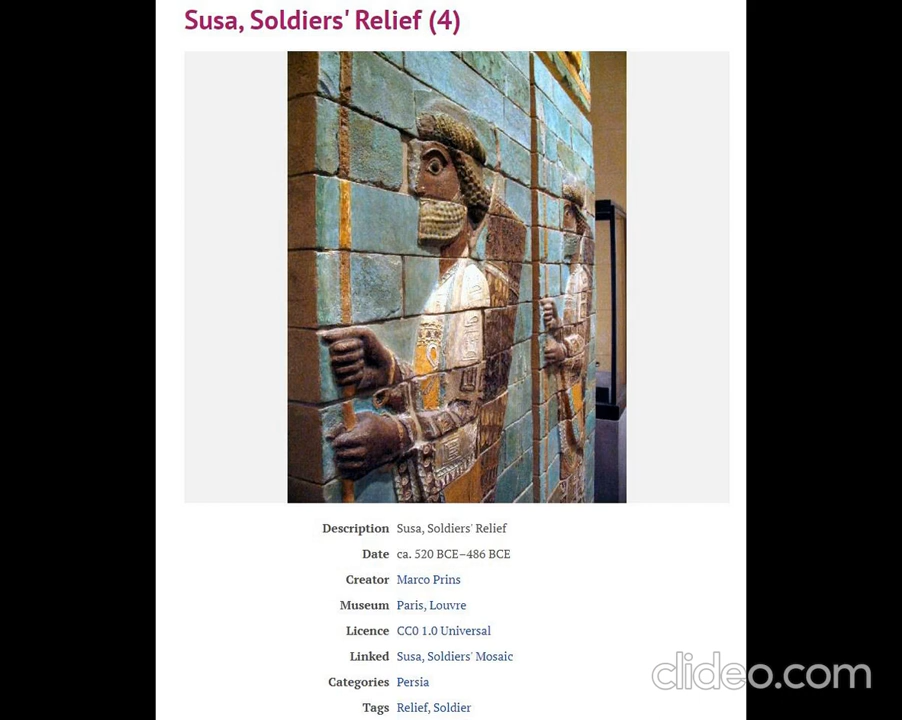 Susa, Soldiers' Relief (4)
Description Susa, Soldiers' Relief
Date ca. 520 BCE–486 BCE
Creator Marco Prins
Museum Paris, Louvre
Licence CC0 1.0 Universal
Linked Susa, Soldiers' Mosaic
Categories Persia
Tags Relief, Soldier
clideo.com